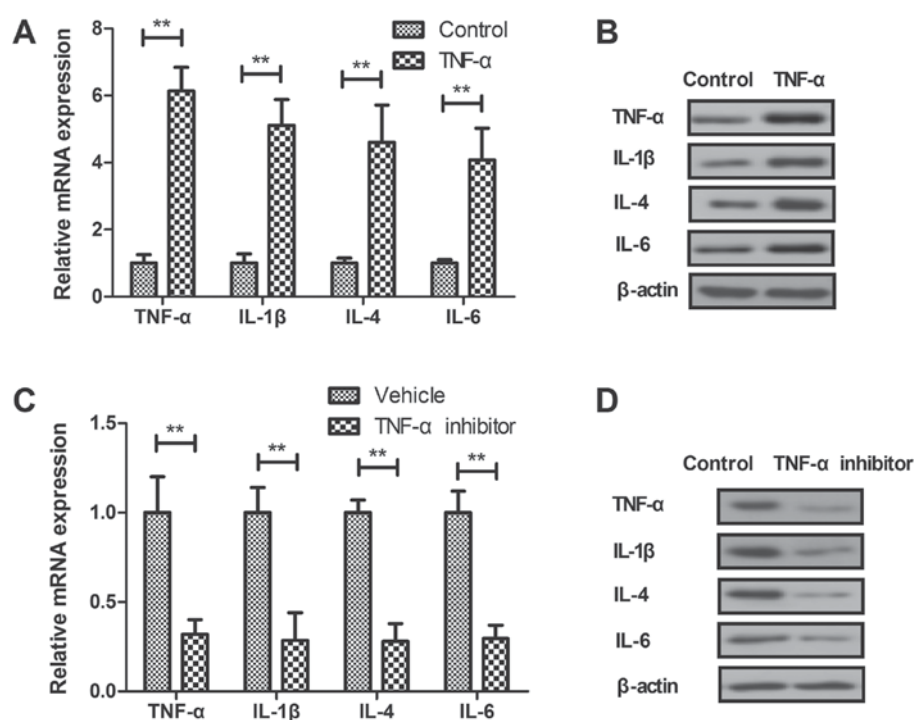 A
Relative mRNA expression
8
6
4
2
0
** ** ** **
Control
TNF-α
TNF-α IL-1β IL-4 IL-6
B
Control TNF-α
TNF-α
IL-1β
IL-4
IL-6
β-actin
C
Relative mRNA expression
1.5
1.0
0.5
0.0
Vehicle
TNF-α inhibitor
** ** ** **
TNF-α IL-1β IL-4 IL-6
D
Control TNF-α inhibitor
TNF-α
IL-1β
IL-4
IL-6
β-actin